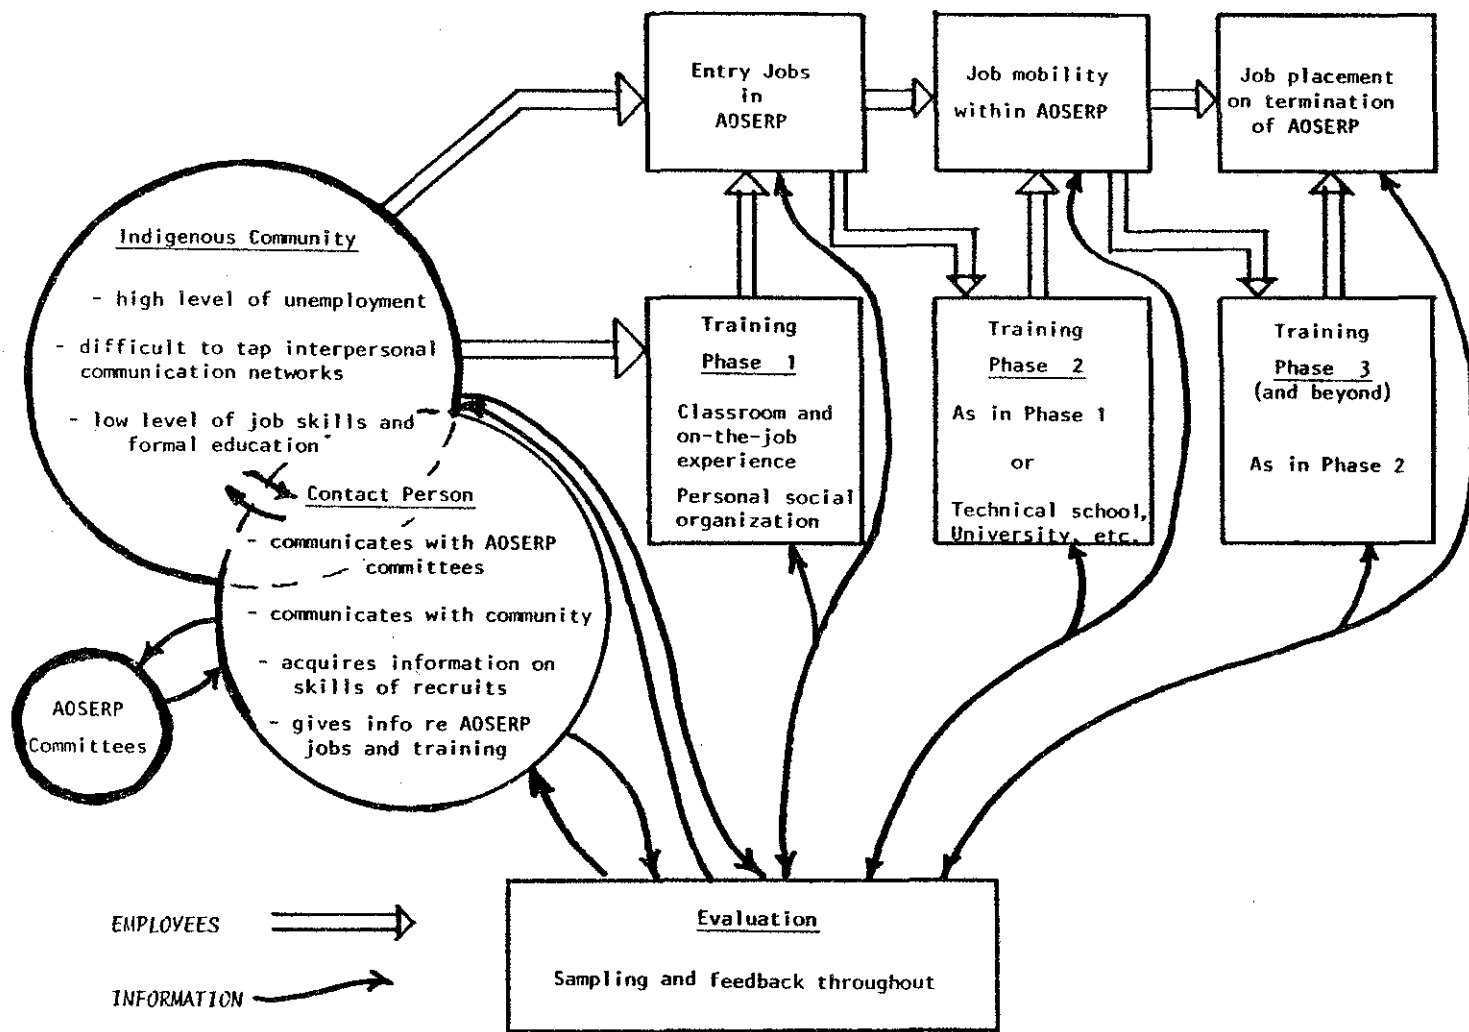 Entry Jobs
in
AOSERP
Job mobility
within AOSERP
Job placement
on termination
of AOSERP
Indigenous Community
- high level of unemployment
- difficult to tap interpersonal
communication networks
- low level of job skills and
formal education
Training
Phase 1
Classroom and
on-the-job
experience
Personal social
organization
Training
Phase 2
As in Phase 1
or
Technical school,
University, etc.
Training
Phase 3
(and beyond)
As in Phase 2
Contact Person
- communicates with AOSERP
committees
- communicates with community
- acquires information on
skills of recruits
- gives info re AOSERP
jobs and training
AOSERP
Committees
Evaluation
Sampling and feedback throughout
EMPLOYEES
INFORMATION